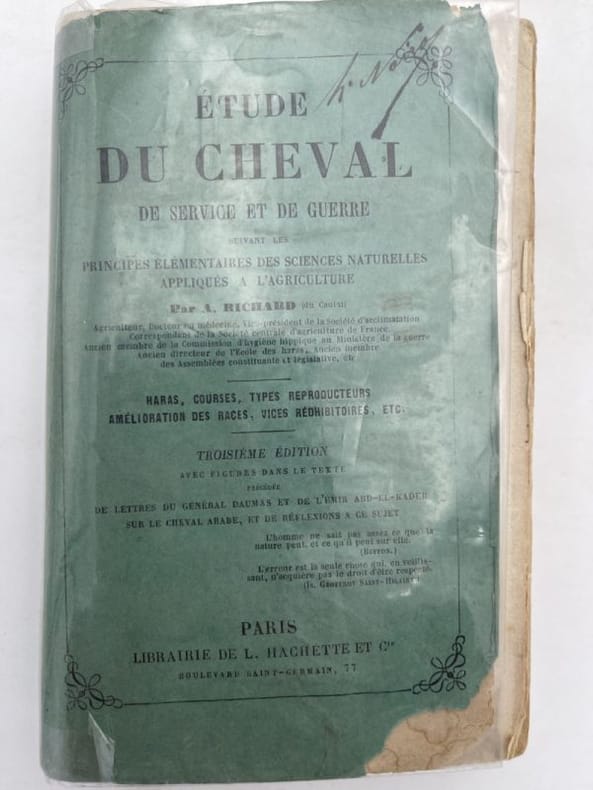 ÉTUDE
DU CHEVAL
DE SERVICE ET DE GUERRE
SUIVANT LES
PRINCIPES ÉLÉMENTAIRES DES SCIENCES NATURELLES
APPLIQUÉS A L'AGRICULTURE
Par A. RICHARD (du Cantal)
Agriculteur, Docteur en médecine, Vice-président de la Société d'acclimatation
Correspondant de la Société centrale d'agriculture de France.
Ancien membre de la Commission d'hygiène hippique au Ministère de la guerre
Ancien directeur de l'École des haras, Ancien membre
des Assemblées constituante et législative, etc
HARAS, COURSES, TYPES REPRODUCTEURS
AMÉLIORATION DES RACES, VICES RÉDHIBITOIRES, ETC.
TROISIÈME ÉDITION
AVEC FIGURES DANS LE TEXTE
PRÉCÉDÉE
DE LETTRES DU GÉNÉRAL DAUMAS ET DE L'ÉMIR ABD-EL-KADER
SUR LE CHEVAL ARABE, ET DE RÉFLEXIONS A CE SUJET
L'homme ne sait pas assez ce que la
nature peut, et ce qu'il peut sur elle.
(BUFFON.)
L'erreur est la seule chose qui, en vieillis-
sant, n'acquière pas le droit d'être respectée.
(Is. GEOFFROY SAINT-HILAIRE.)
PARIS
LIBRAIRIE DE L. HACHETTE ET Cie
BOULEVARD SAINT-GERMAIN, 77